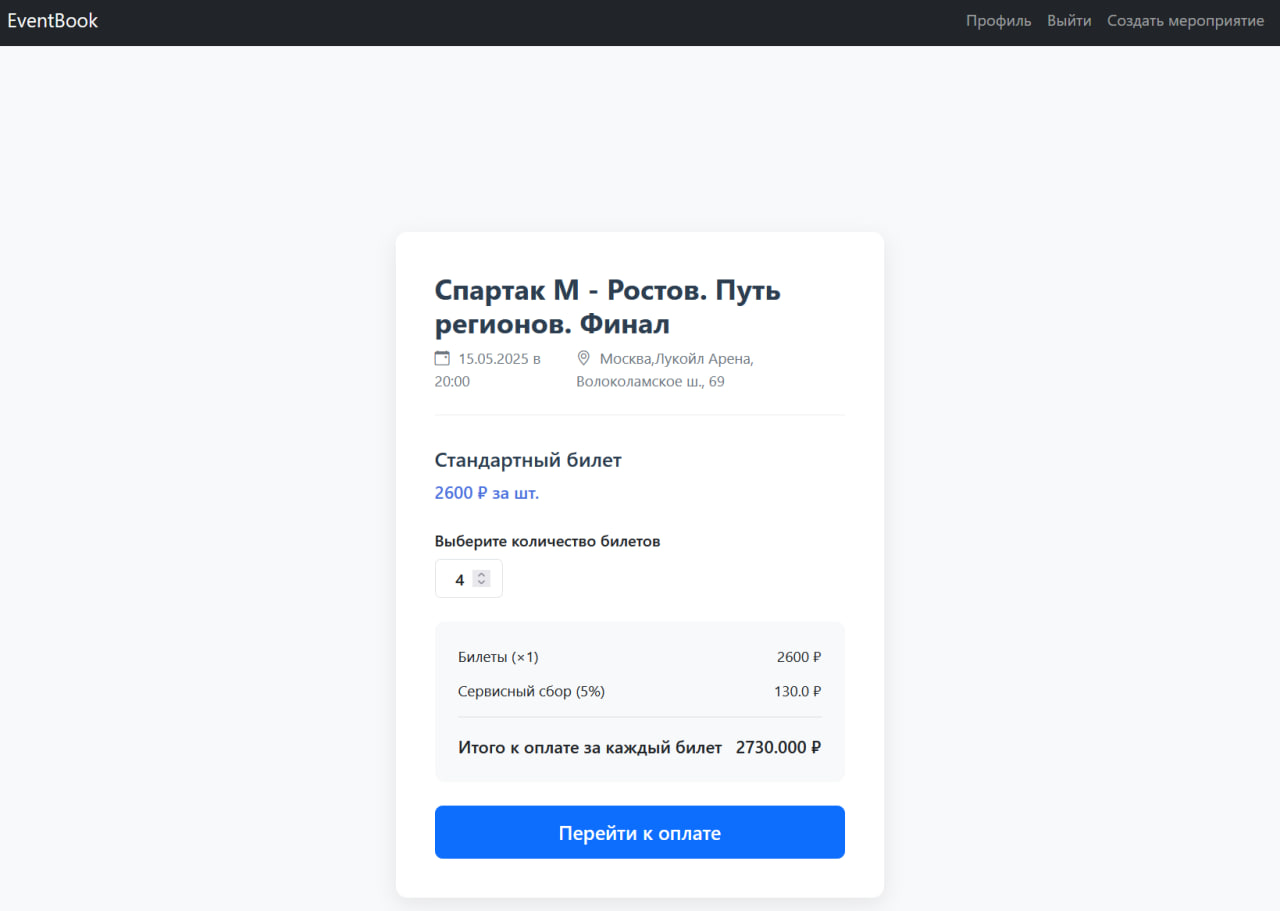 EventBook
Профиль Выйти Создать мероприятие
Спартак М - Ростов. Путь
регионов. Финал
15.05.2025 в
20:00
Москва,Лукойл Арена,
Волоколамское ш., 69
Стандартный билет
2600 ₽ за шт.
Выберите количество билетов
4
Билеты (×1) 2600 ₽
Сервисный сбор (5%) 130.0 ₽
Итого к оплате за каждый билет 2730.000 ₽
Перейти к оплате